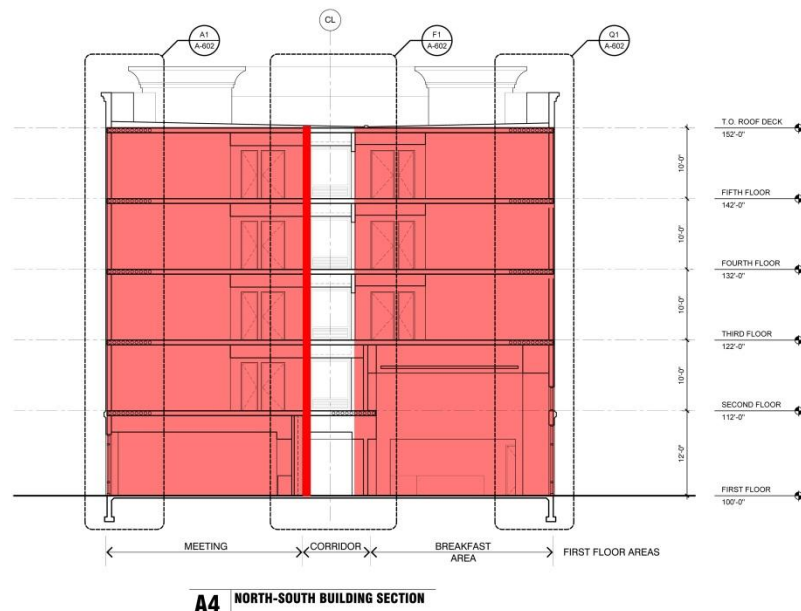 CL
A1
A-602
F1
A-602
Q1
A-602
T.O. ROOF DECK
152'-0"
10'-0"
FIFTH FLOOR
142'-0"
10'-0"
FOURTH FLOOR
132'-0"
10'-0"
THIRD FLOOR
122'-0"
10'-0"
SECOND FLOOR
112'-0"
12'-0"
FIRST FLOOR
100'-0"
MEETING
CORRIDOR
BREAKFAST
AREA
FIRST FLOOR AREAS
A4 NORTH-SOUTH BUILDING SECTION